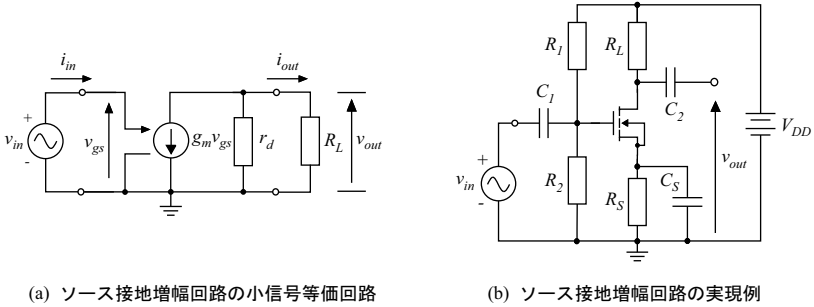 i_in
i_out
+
v_in
-
v_gs
g_m v_gs
r_d
R_L
v_out
(a) ソース接地増幅回路の小信号等価回路
R_1
R_L
C_1
C_2
+
v_in
-
R_2
R_S
C_S
v_out
V_DD
(b) ソース接地増幅回路の実現例